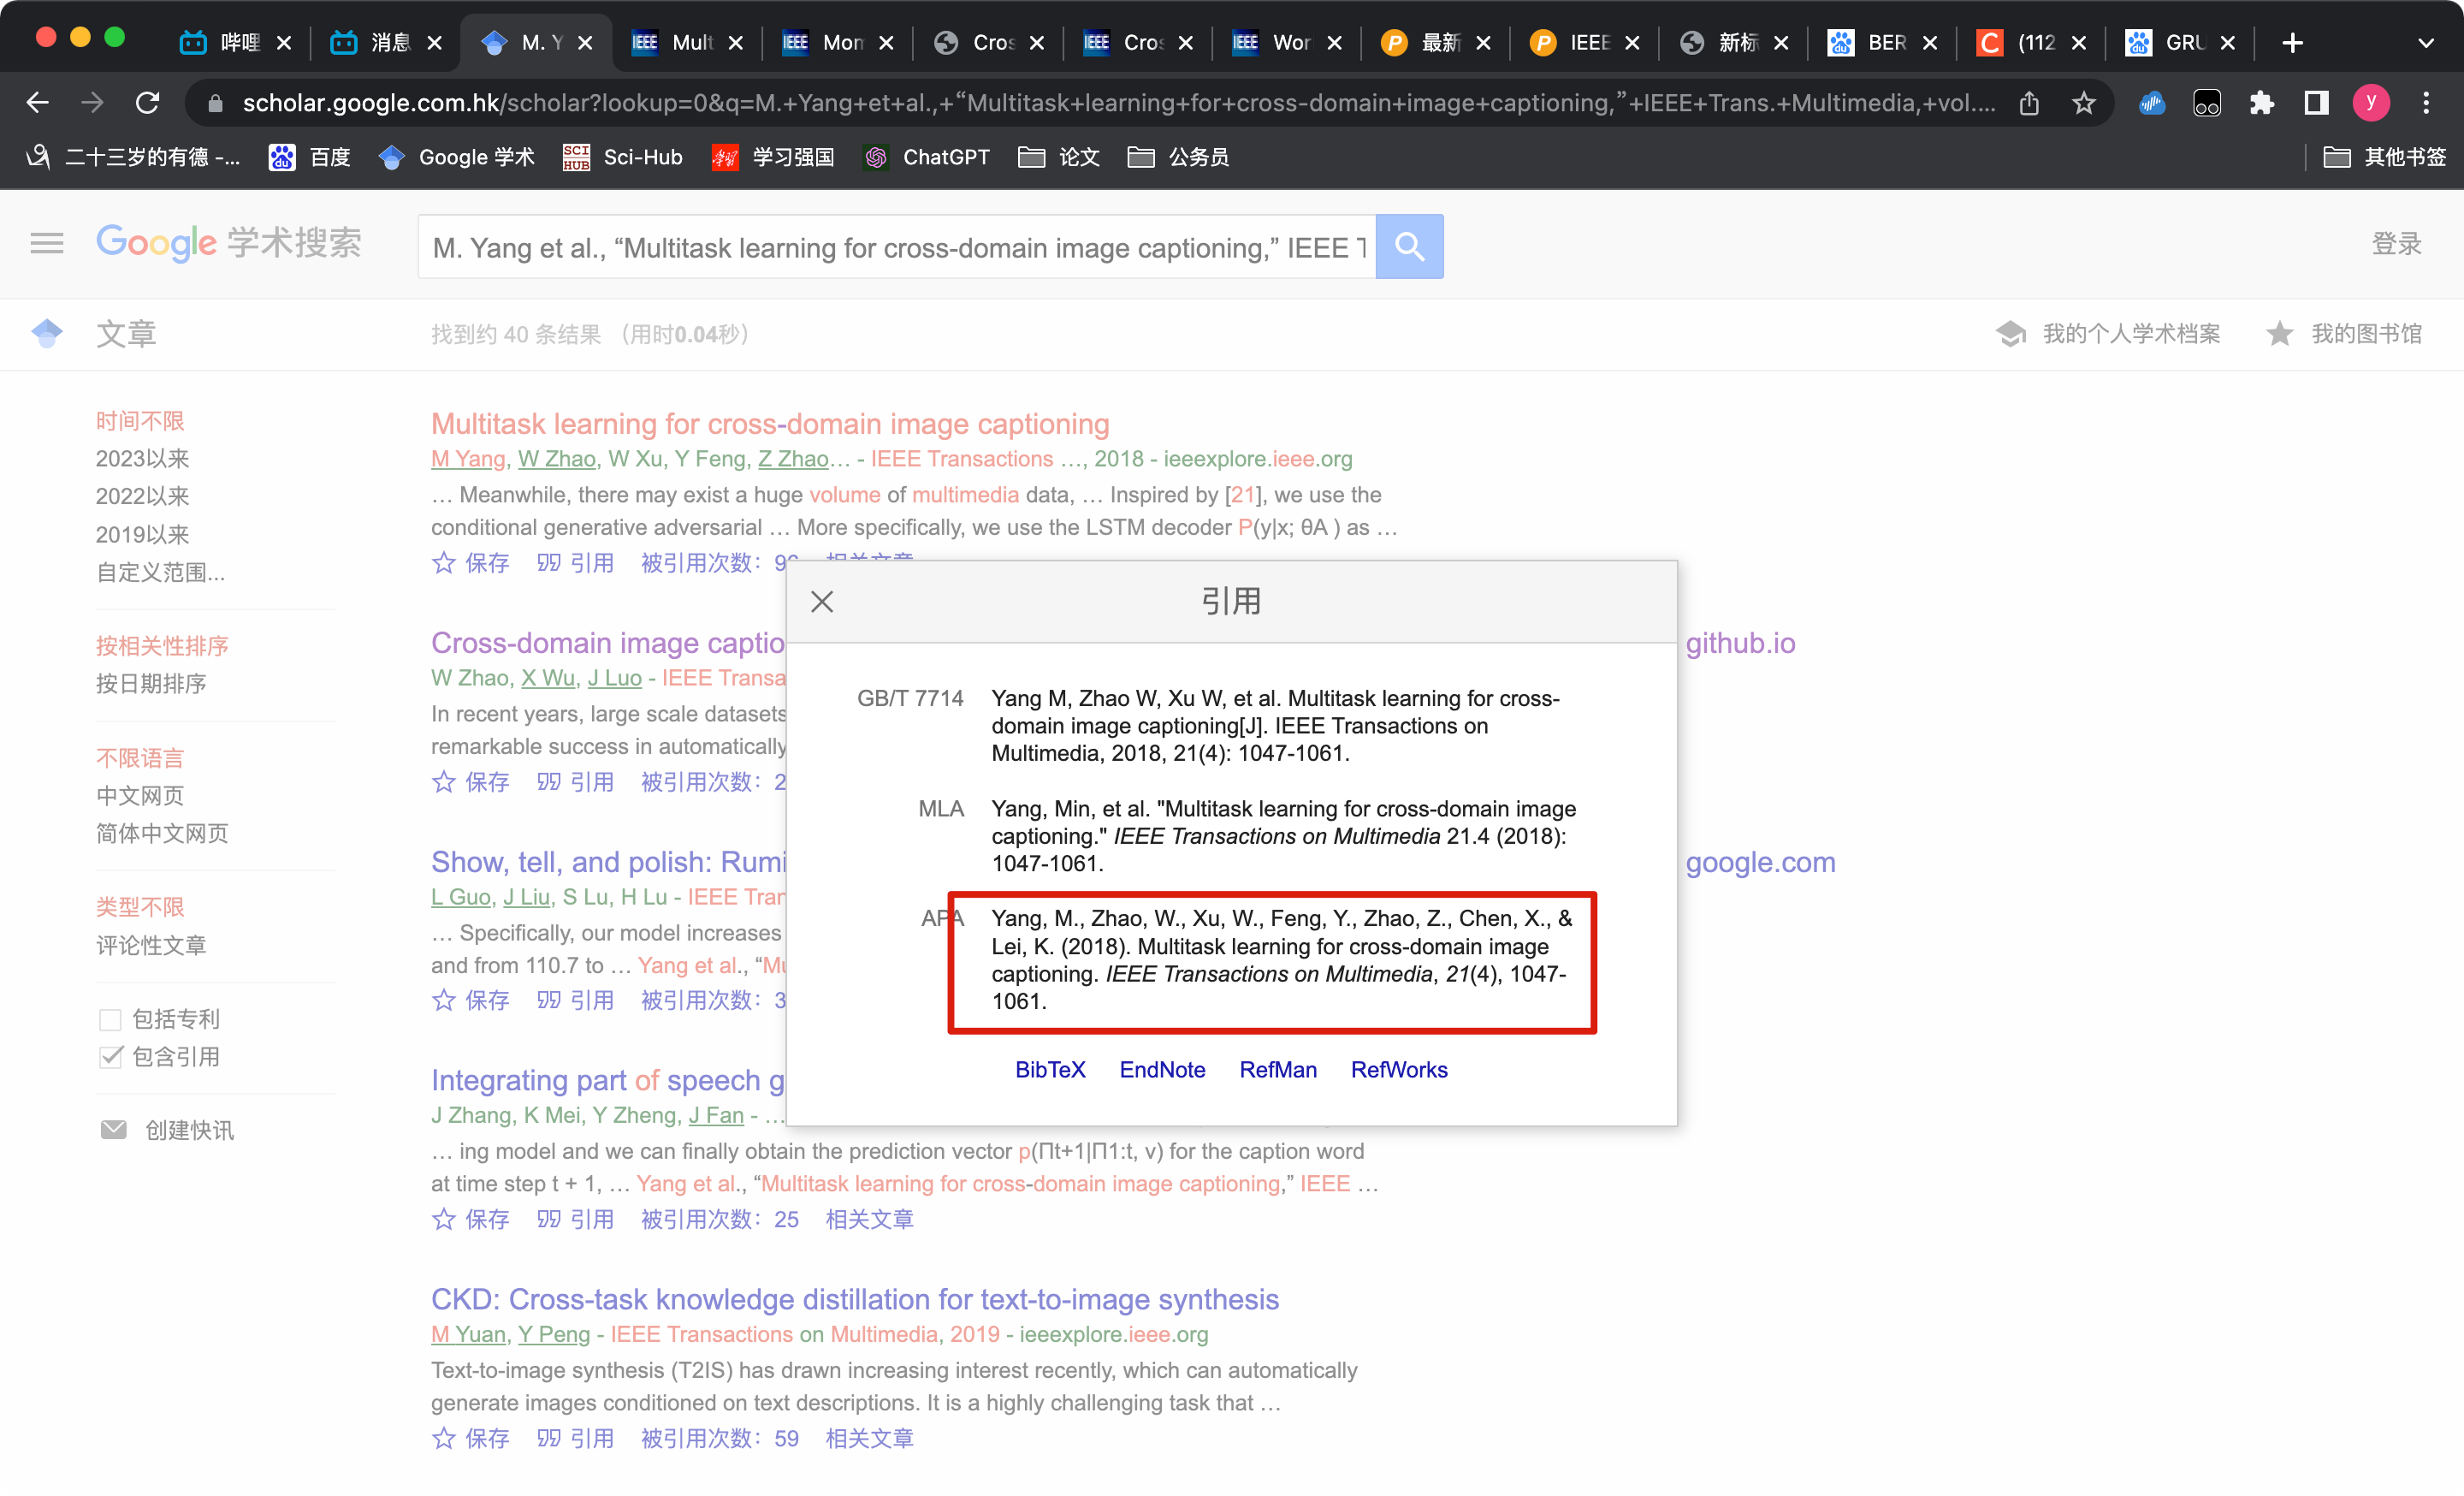 哔哩
消息
M. Y
Mult
Mom
Cros
Cros
Wor
最新
IEEE
新标
BER
(112
GRU
scholar.google.com.hk/scholar?lookup=0&q=M.+Yang+et+al.,+“Multitask+learning+for+cross-domain+image+captioning,”+IEEE+Trans.+Multimedia,+vol....
y
二十三岁的有德 -...
百度
Google 学术
SCI HUB
Sci-Hub
学习强国
ChatGPT
论文
公务员
其他书签
Google 学术搜索
M. Yang et al., “Multitask learning for cross-domain image captioning,” IEEE T
登录
文章
找到约 40 条结果 （用时0.04秒）
我的个人学术档案
我的图书馆
时间不限
2023以来
2022以来
2019以来
自定义范围...
按相关性排序
按日期排序
不限语言
中文网页
简体中文网页
类型不限
评论性文章
包括专利
包含引用
创建快讯
Multitask learning for cross-domain image captioning
M Yang, W Zhao, W Xu, Y Feng, Z Zhao… - IEEE Transactions …, 2018 - ieeexplore.ieee.org
… Meanwhile, there may exist a huge volume of multimedia data, … Inspired by [21], we use the
conditional generative adversarial … More specifically, we use the LSTM decoder P(y|x; θA ) as …
保存 引用 被引用次数：96 相关文章
Cross-domain image captio
github.io
W Zhao, X Wu, J Luo - IEEE Transa
In recent years, large scale datasets
remarkable success in automatically
保存 引用 被引用次数：2
Show, tell, and polish: Rumi
google.com
L Guo, J Liu, S Lu, H Lu - IEEE Tran
… Specifically, our model increases
and from 110.7 to … Yang et al., “Mu
保存 引用 被引用次数：3
Integrating part of speech g
J Zhang, K Mei, Y Zheng, J Fan - …
… ing model and we can finally obtain the prediction vector p(Πt+1|Π1:t, v) for the caption word
at time step t + 1, … Yang et al., “Multitask learning for cross-domain image captioning,” IEEE …
保存 引用 被引用次数：25 相关文章
CKD: Cross-task knowledge distillation for text-to-image synthesis
M Yuan, Y Peng - IEEE Transactions on Multimedia, 2019 - ieeexplore.ieee.org
Text-to-image synthesis (T2IS) has drawn increasing interest recently, which can automatically
generate images conditioned on text descriptions. It is a highly challenging task that …
保存 引用 被引用次数：59 相关文章
引用
GB/T 7714
Yang M, Zhao W, Xu W, et al. Multitask learning for cross-
domain image captioning[J]. IEEE Transactions on
Multimedia, 2018, 21(4): 1047-1061.
MLA
Yang, Min, et al. "Multitask learning for cross-domain image
captioning." IEEE Transactions on Multimedia 21.4 (2018):
1047-1061.
APA
Yang, M., Zhao, W., Xu, W., Feng, Y., Zhao, Z., Chen, X., &
Lei, K. (2018). Multitask learning for cross-domain image
captioning. IEEE Transactions on Multimedia, 21(4), 1047-
1061.
BibTeX
EndNote
RefMan
RefWorks